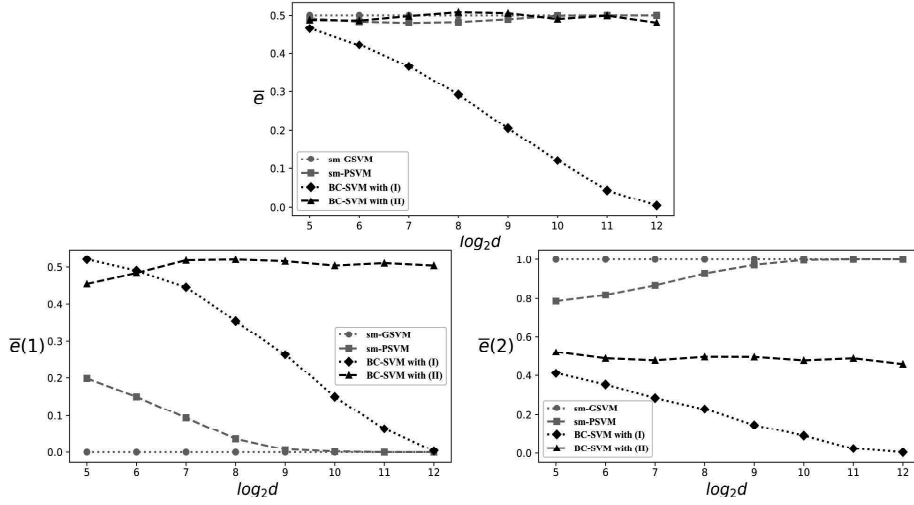 0.5
0.4
0.3
0.2
0.1
0.0
e̅
sm-GSVM
sm-PSVM
BC-SVM with (I)
BC-SVM with (II)
5 6 7 8 9 10 11 12
log₂d
0.5
0.4
0.3
0.2
0.1
0.0
e̅(1)
sm-GSVM
sm-PSVM
BC-SVM with (I)
BC-SVM with (II)
5 6 7 8 9 10 11 12
log₂d
1.0
0.8
0.6
0.4
0.2
0.0
e̅(2)
sm-GSVM
sm-PSVM
BC-SVM with (I)
BC-SVM with (II)
5 6 7 8 9 10 11 12
log₂d